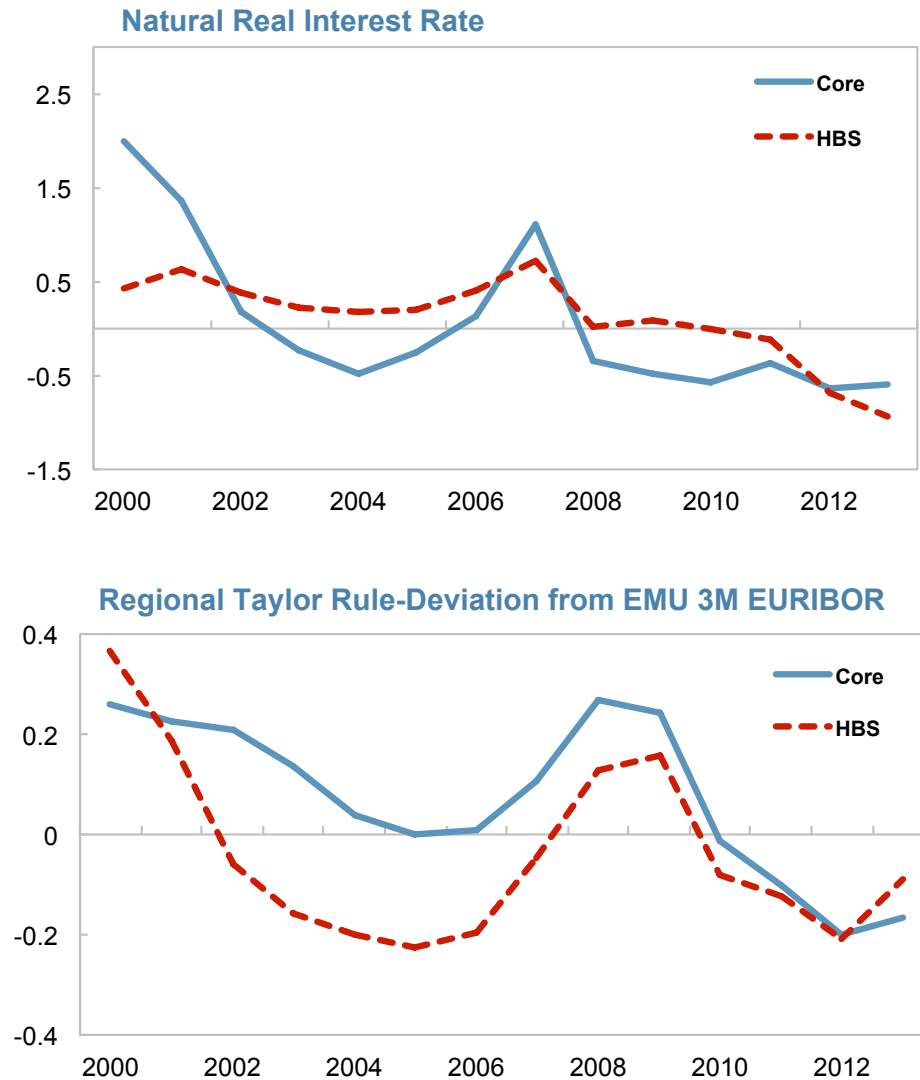 Natural Real Interest Rate
2.5
1.5
0.5
-0.5
-1.5
Core
HBS
2000 2002 2004 2006 2008 2010 2012
Regional Taylor Rule-Deviation from EMU 3M EURIBOR
0.4
0.2
0
-0.2
-0.4
Core
HBS
2000 2002 2004 2006 2008 2010 2012